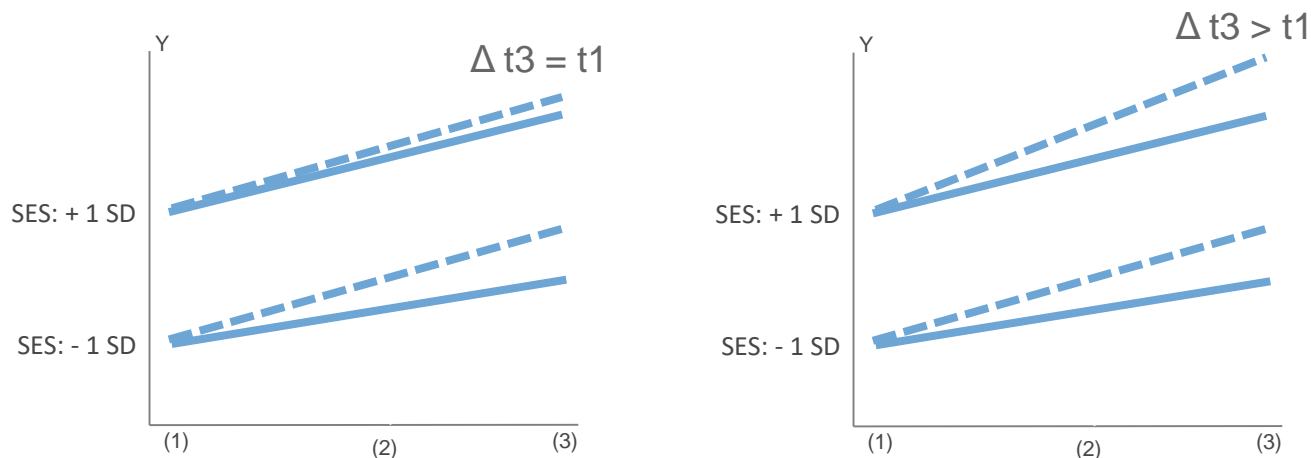 Y
Δ t3 = t1
SES: + 1 SD
SES: - 1 SD
(1)
(2)
(3)
Δ t3 > t1
Y
SES: + 1 SD
SES: - 1 SD
(1)
(2)
(3)